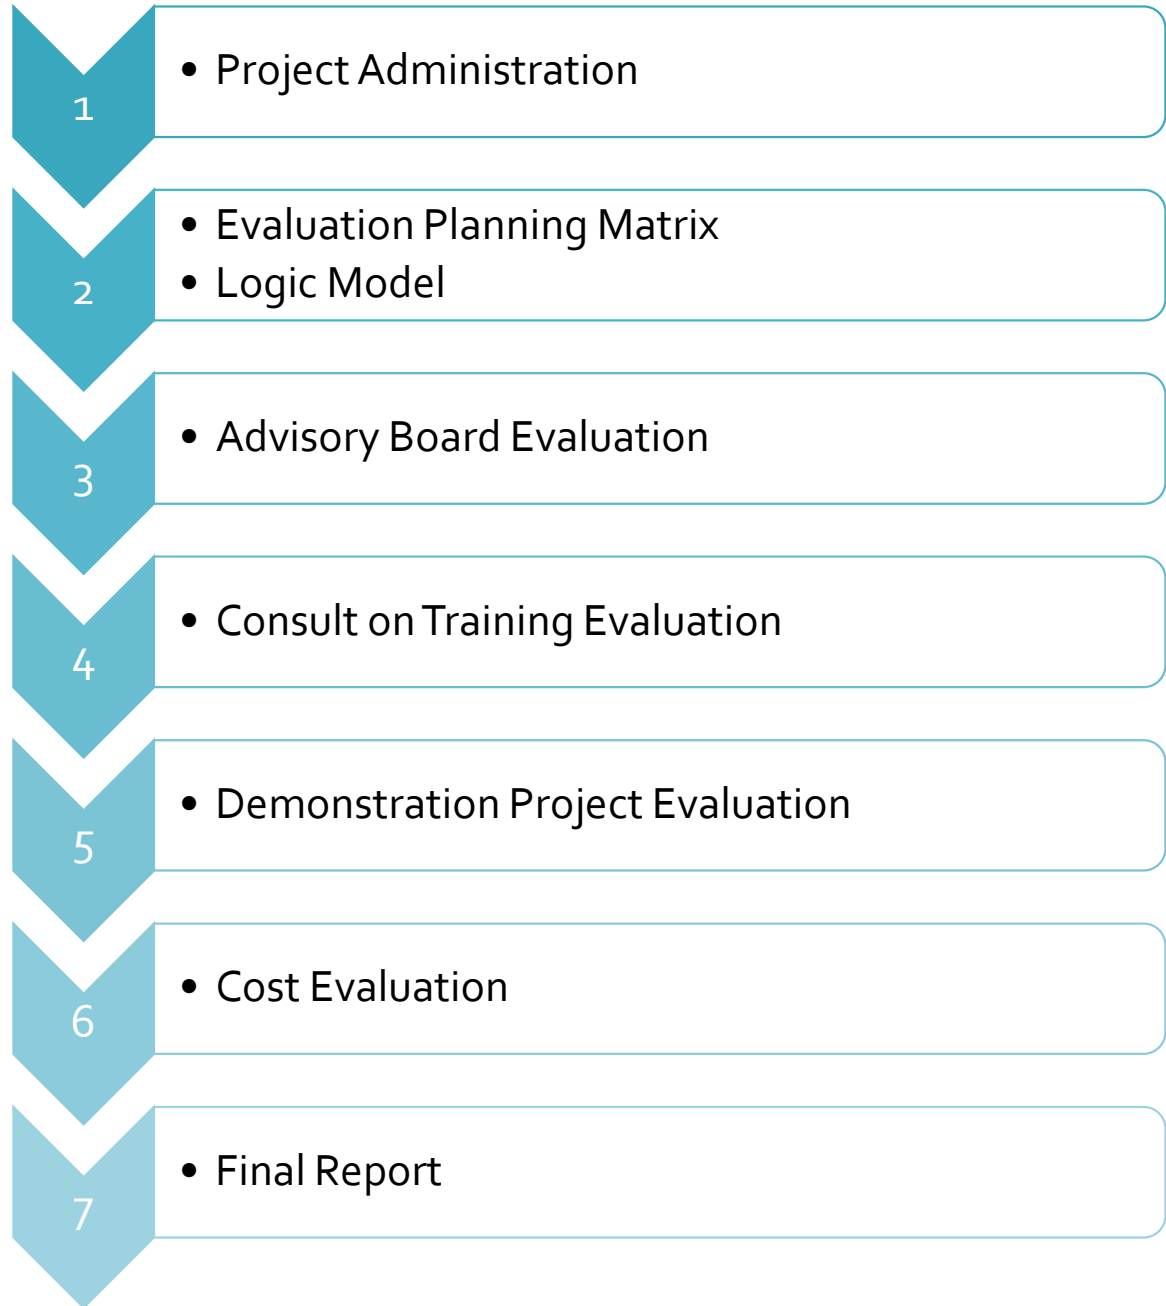 1
• Project Administration
2
• Evaluation Planning Matrix
• Logic Model
3
• Advisory Board Evaluation
4
• Consult on Training Evaluation
5
• Demonstration Project Evaluation
6
• Cost Evaluation
7
• Final Report